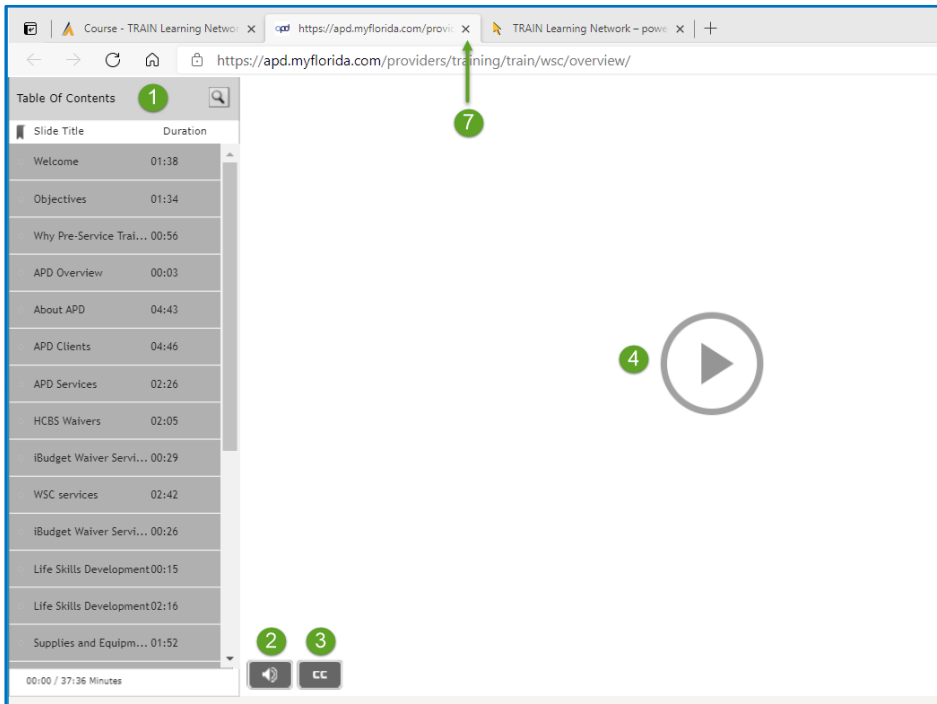 Course - TRAIN Learning Networ
apd https://apd.myflorida.com/provic
TRAIN Learning Network – powe
https://apd.myflorida.com/providers/training/train/wsc/overview/
Table Of Contents 1
7
Slide Title Duration
Welcome 01:38
Objectives 01:34
Why Pre-Service Trai... 00:56
APD Overview 00:03
About APD 04:43
APD Clients 04:46
4
APD Services 02:26
HCBS Waivers 02:05
iBudget Waiver Servi... 00:29
WSC services 02:42
iBudget Waiver Servi... 00:26
Life Skills Development 00:15
Life Skills Development 02:16
Supplies and Equipm... 01:52
2 3
CC
00:00 / 37:36 Minutes